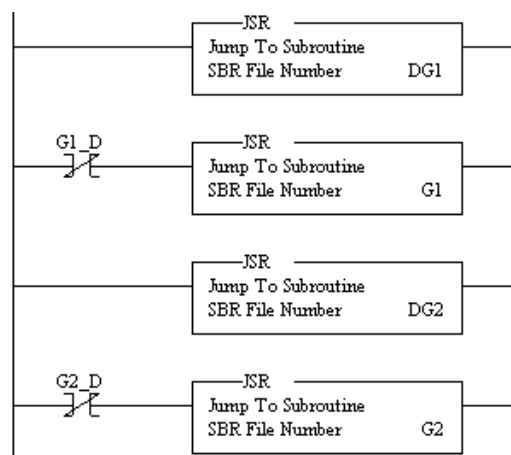 JSR
Jump To Subroutine
SBR File Number DG1
G1_D
JSR
Jump To Subroutine
SBR File Number G1
JSR
Jump To Subroutine
SBR File Number DG2
G2_D
JSR
Jump To Subroutine
SBR File Number G2